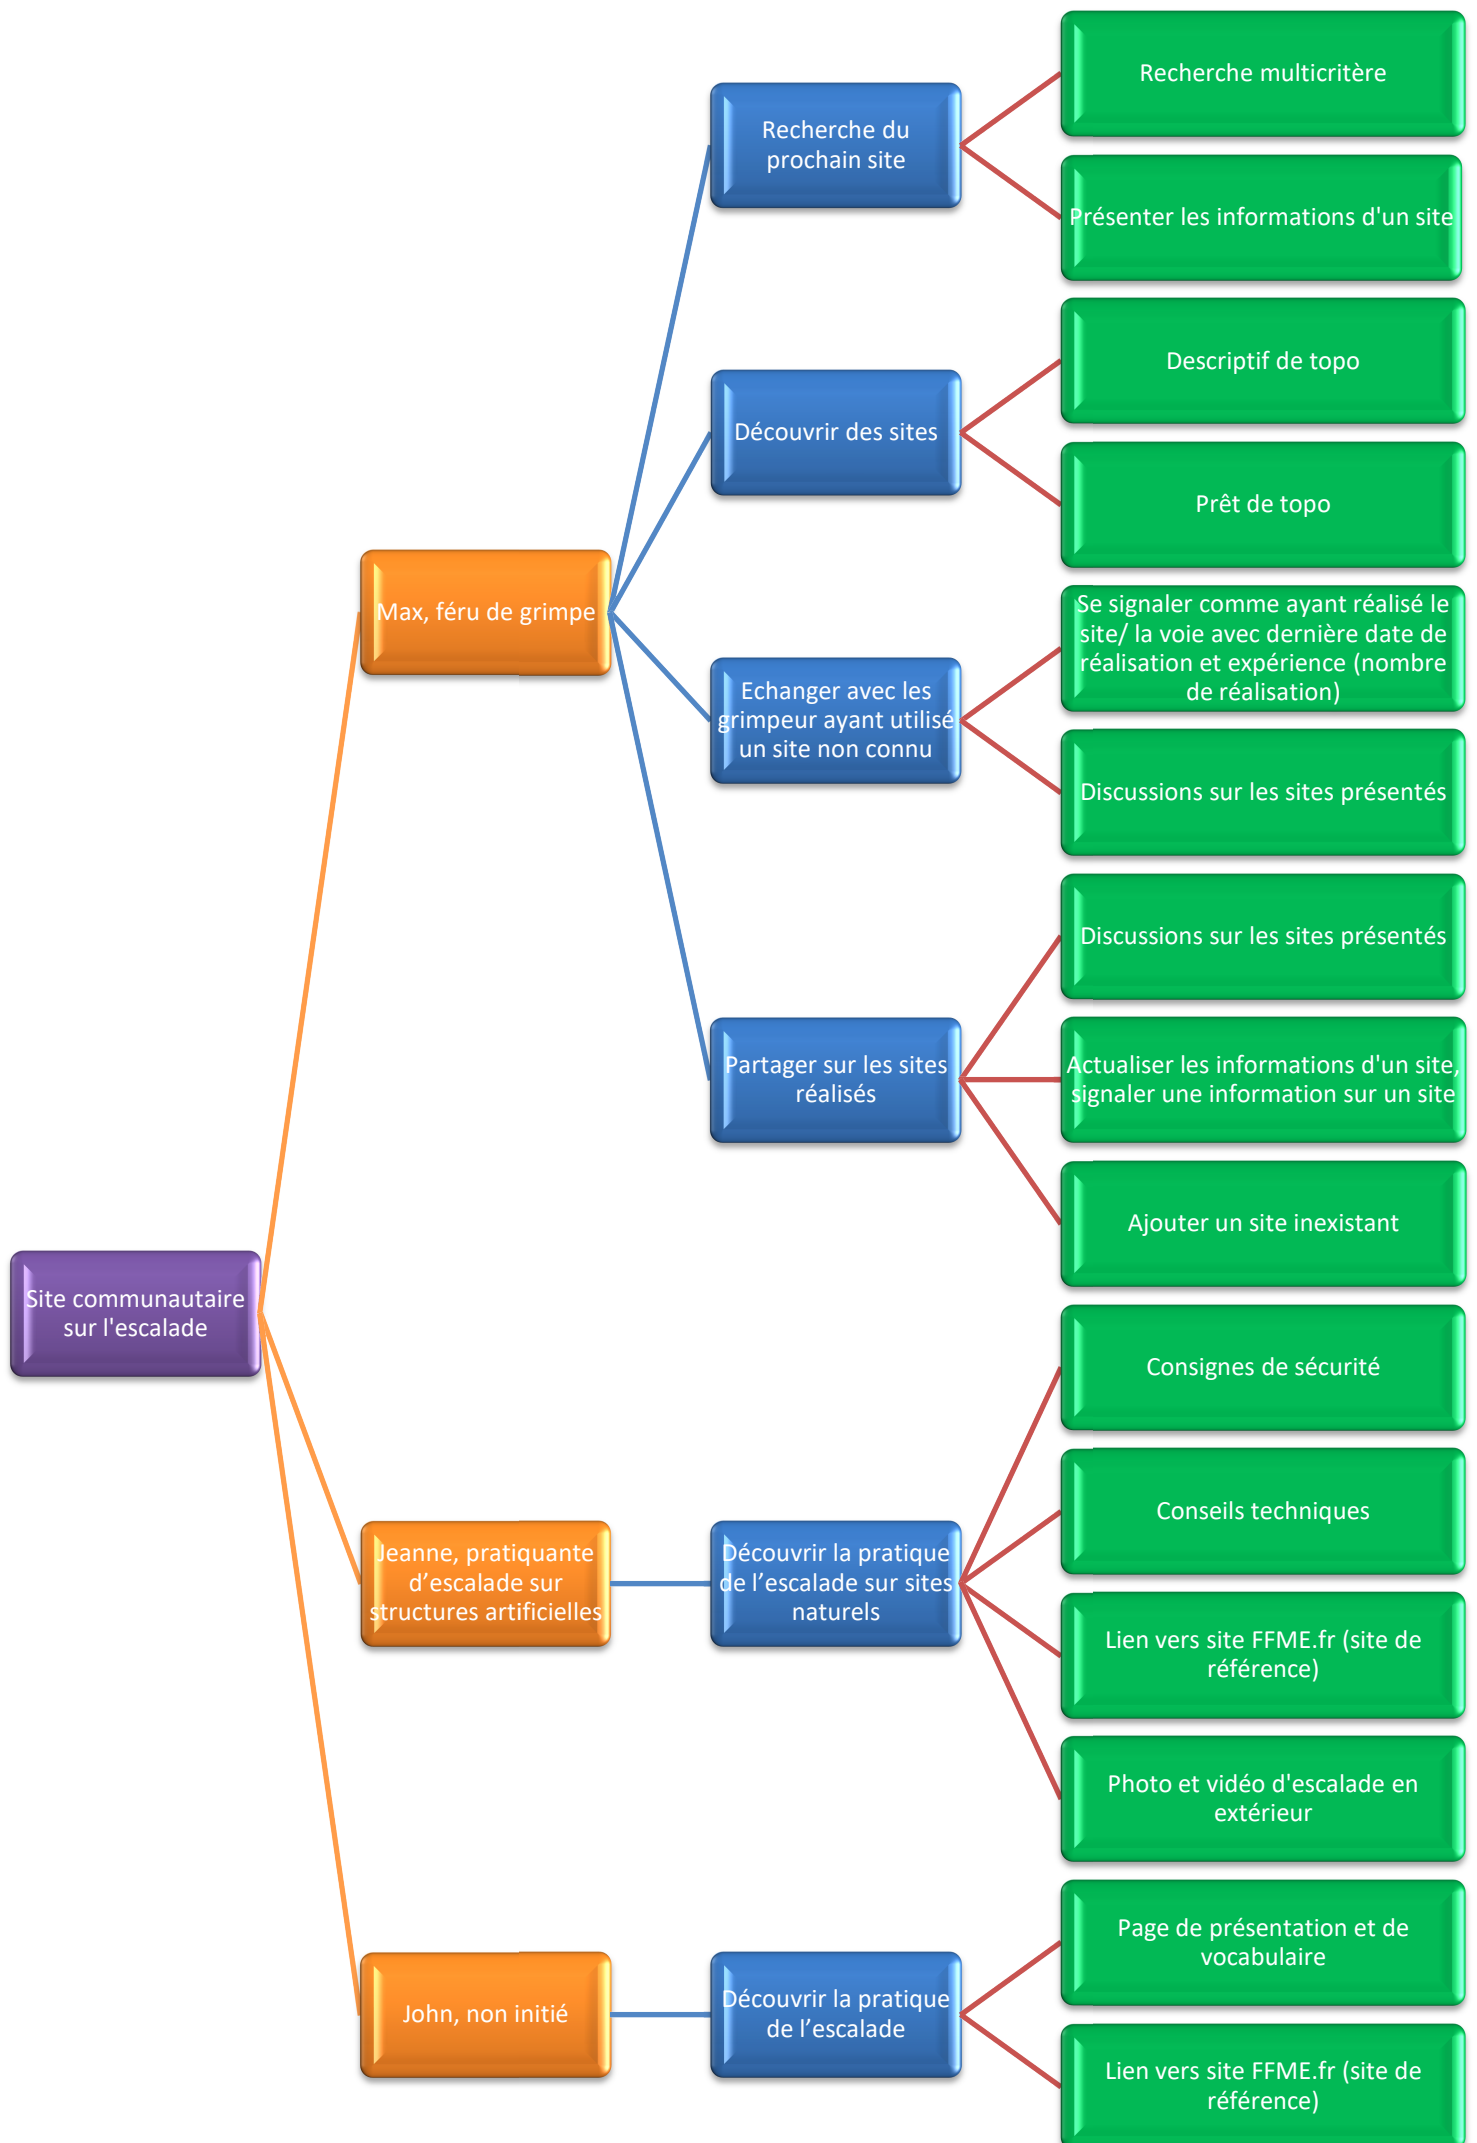 Site communautaire
sur l'escalade
Max, féru de grimpe
Recherche du
prochain site
Recherche multicritère
Présenter les informations d'un site
Découvrir des sites
Descriptif de topo
Prêt de topo
Echanger avec les
grimpeur ayant utilisé
un site non connu
Se signaler comme ayant réalisé le
site/ la voie avec dernière date de
réalisation et expérience (nombre
de réalisation)
Discussions sur les sites présentés
Partager sur les sites
réalisés
Discussions sur les sites présentés
Actualiser les informations d'un site,
signaler une information sur un site
Ajouter un site inexistant
Jeanne, pratiquante
d’escalade sur
structures artificielles
Découvrir la pratique
de l’escalade sur sites
naturels
Consignes de sécurité
Conseils techniques
Lien vers site FFME.fr (site de
référence)
Photo et vidéo d'escalade en
extérieur
John, non initié
Découvrir la pratique
de l’escalade
Page de présentation et de
vocabulaire
Lien vers site FFME.fr (site de
référence)